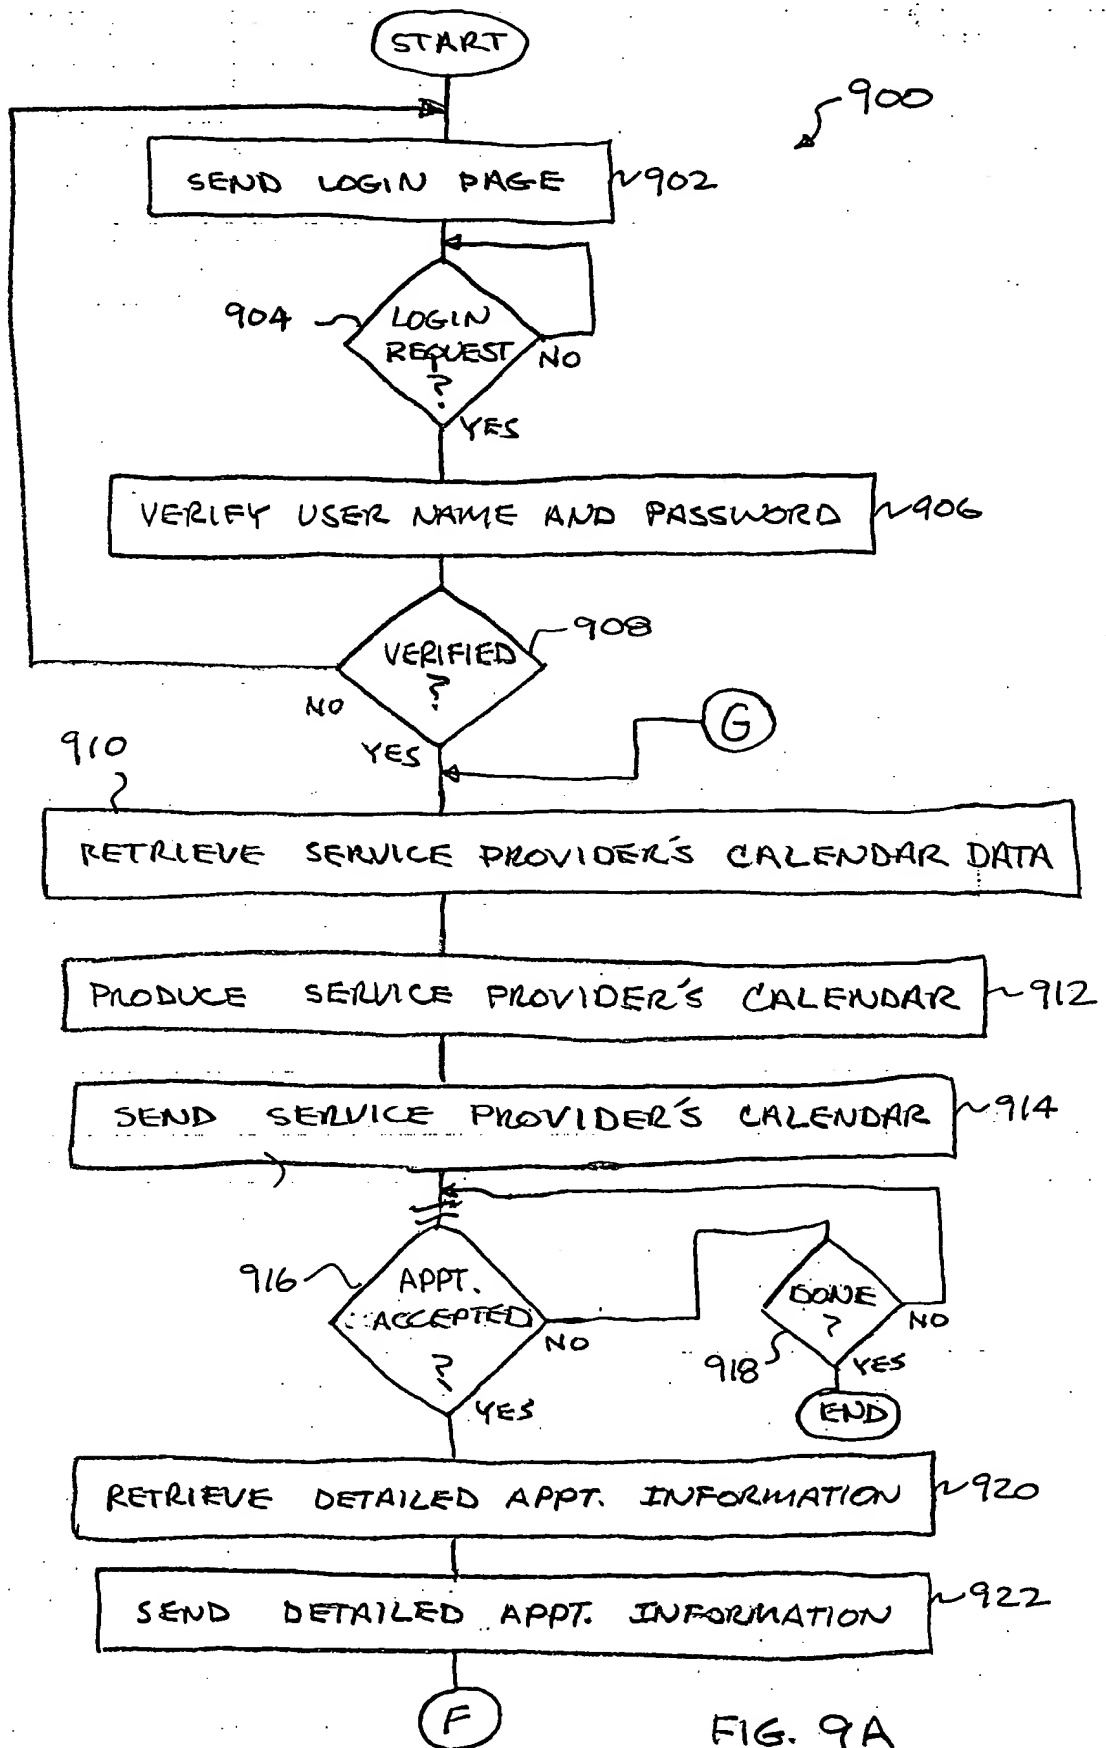 START
900
SEND LOGIN PAGE
902
904
LOGIN
REQUEST
?
NO
YES
VERIFY USER NAME AND PASSWORD
906
908
VERIFIED
?
NO
YES
G
910
RETRIEVE SERVICE PROVIDER'S CALENDAR DATA
PRODUCE SERVICE PROVIDER'S CALENDAR
912
SEND SERVICE PROVIDER'S CALENDAR
914
916
APPT.
ACCEPTED
?
NO
YES
DONE
?
NO
918
YES
END
RETRIEVE DETAILED APPT. INFORMATION
920
SEND DETAILED APPT. INFORMATION
922
F
FIG. 9A